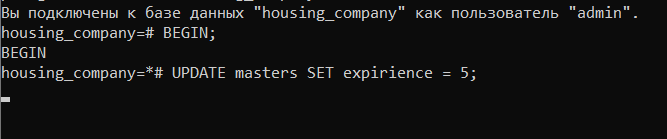 Вы подключены к базе данных "housing_company" как пользователь "admin".
housing_company=# BEGIN;
BEGIN
housing_company=*# UPDATE masters SET expirience = 5;